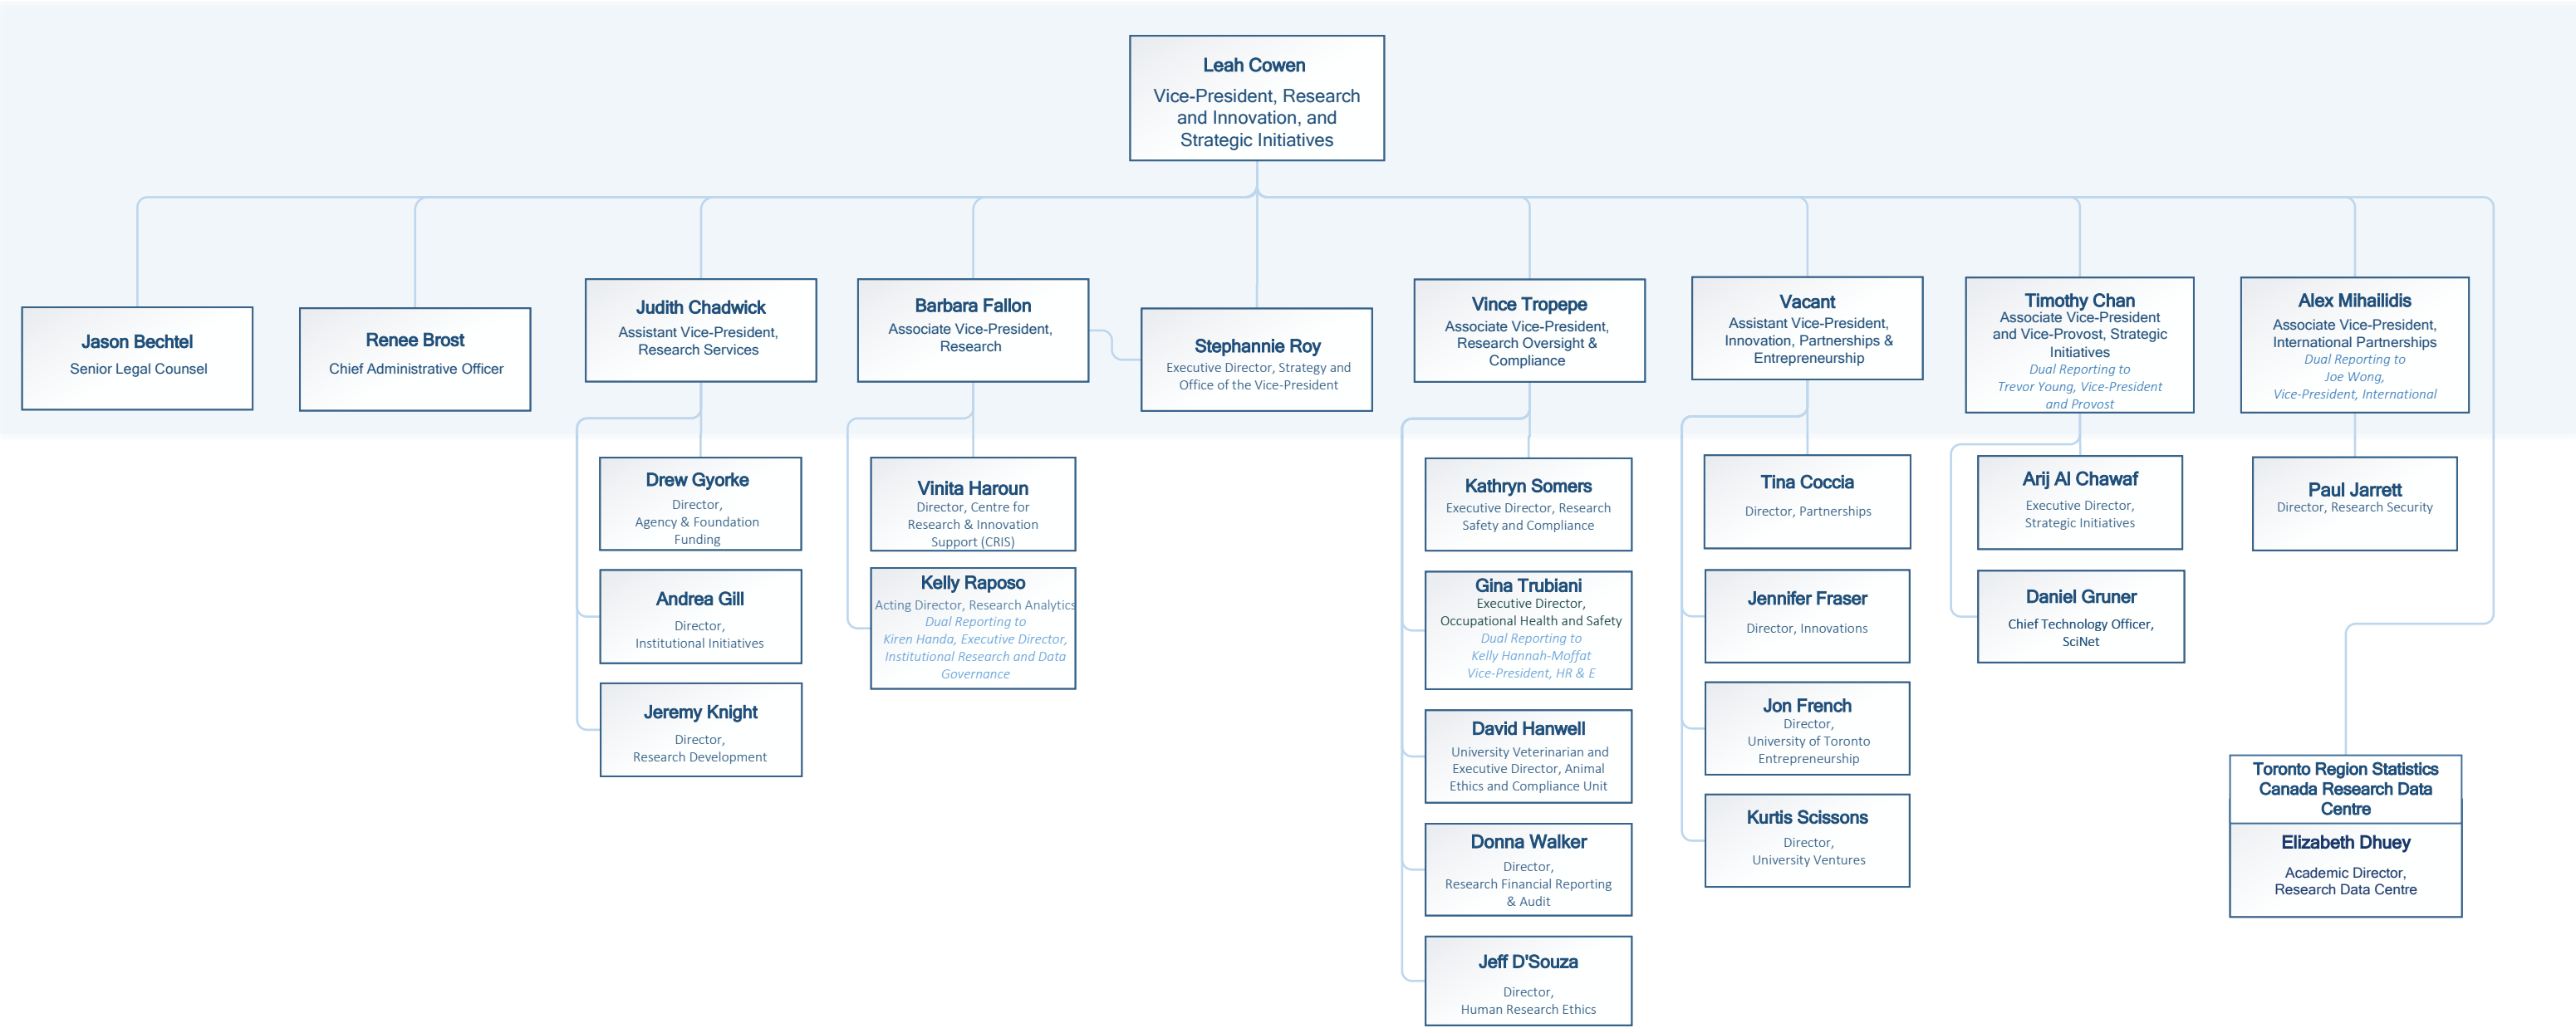 Leah Cowen
Vice-President, Research
and Innovation, and
Strategic Initiatives
Jason Bechtel
Senior Legal Counsel
Renee Brost
Chief Administrative Officer
Judith Chadwick
Assistant Vice-President,
Research Services
Barbara Fallon
Associate Vice-President,
Research
Stephannie Roy
Executive Director, Strategy and
Office of the Vice-President
Vince Tropepe
Associate Vice-President,
Research Oversight &
Compliance
Vacant
Assistant Vice-President,
Innovation, Partnerships &
Entrepreneurship
Timothy Chan
Associate Vice-President
and Vice-Provost, Strategic
Initiatives
Dual Reporting to
Trevor Young, Vice-President
and Provost
Alex Mihailidis
Associate Vice-President,
International Partnerships
Dual Reporting to
Joe Wong,
Vice-President, International
Drew Gyorke
Director,
Agency & Foundation
Funding
Andrea Gill
Director,
Institutional Initiatives
Jeremy Knight
Director,
Research Development
Vinita Haroun
Director, Centre for
Research & Innovation
Support (CRIS)
Kelly Raposo
Acting Director, Research Analytics
Dual Reporting to
Kiren Handa, Executive Director,
Institutional Research and Data
Governance
Kathryn Somers
Executive Director, Research
Safety and Compliance
Gina Trubiani
Executive Director,
Occupational Health and Safety
Dual Reporting to
Kelly Hannah-Moffat
Vice-President, HR & E
David Hanwell
University Veterinarian and
Executive Director, Animal
Ethics and Compliance Unit
Donna Walker
Director,
Research Financial Reporting
& Audit
Jeff D'Souza
Director,
Human Research Ethics
Tina Coccia
Director, Partnerships
Jennifer Fraser
Director, Innovations
Jon French
Director,
University of Toronto
Entrepreneurship
Kurtis Scissons
Director,
University Ventures
Arij Al Chawaf
Executive Director,
Strategic Initiatives
Daniel Gruner
Chief Technology Officer,
SciNet
Paul Jarrett
Director, Research Security
Toronto Region Statistics
Canada Research Data
Centre
Elizabeth Dhuey
Academic Director,
Research Data Centre